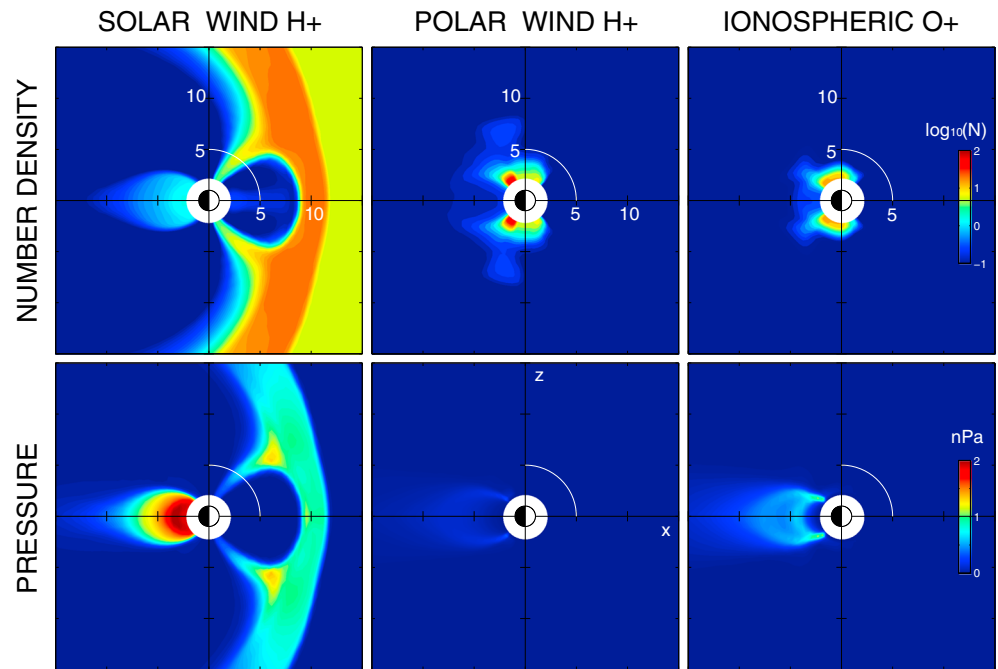 SOLAR WIND H+
POLAR WIND H+
IONOSPHERIC O+
NUMBER DENSITY
10
5
5
10
10
5
5
10
10
5
5
log10(N)
2
1
0
-1
PRESSURE
z
x
nPa
2
1
0